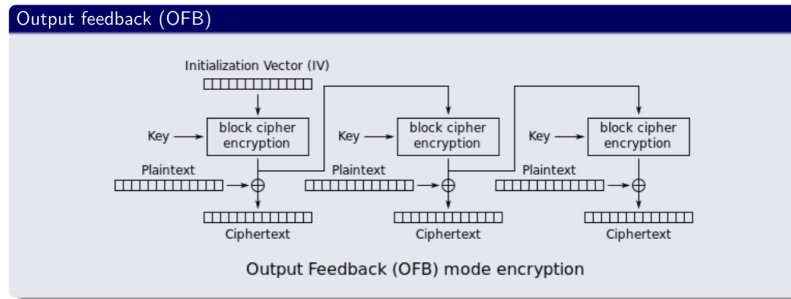 Output feedback (OFB)
Initialization Vector (IV)
Key
block cipher
encryption
Key
block cipher
encryption
Key
block cipher
encryption
Plaintext
Plaintext
Plaintext
Ciphertext
Ciphertext
Ciphertext
Output Feedback (OFB) mode encryption